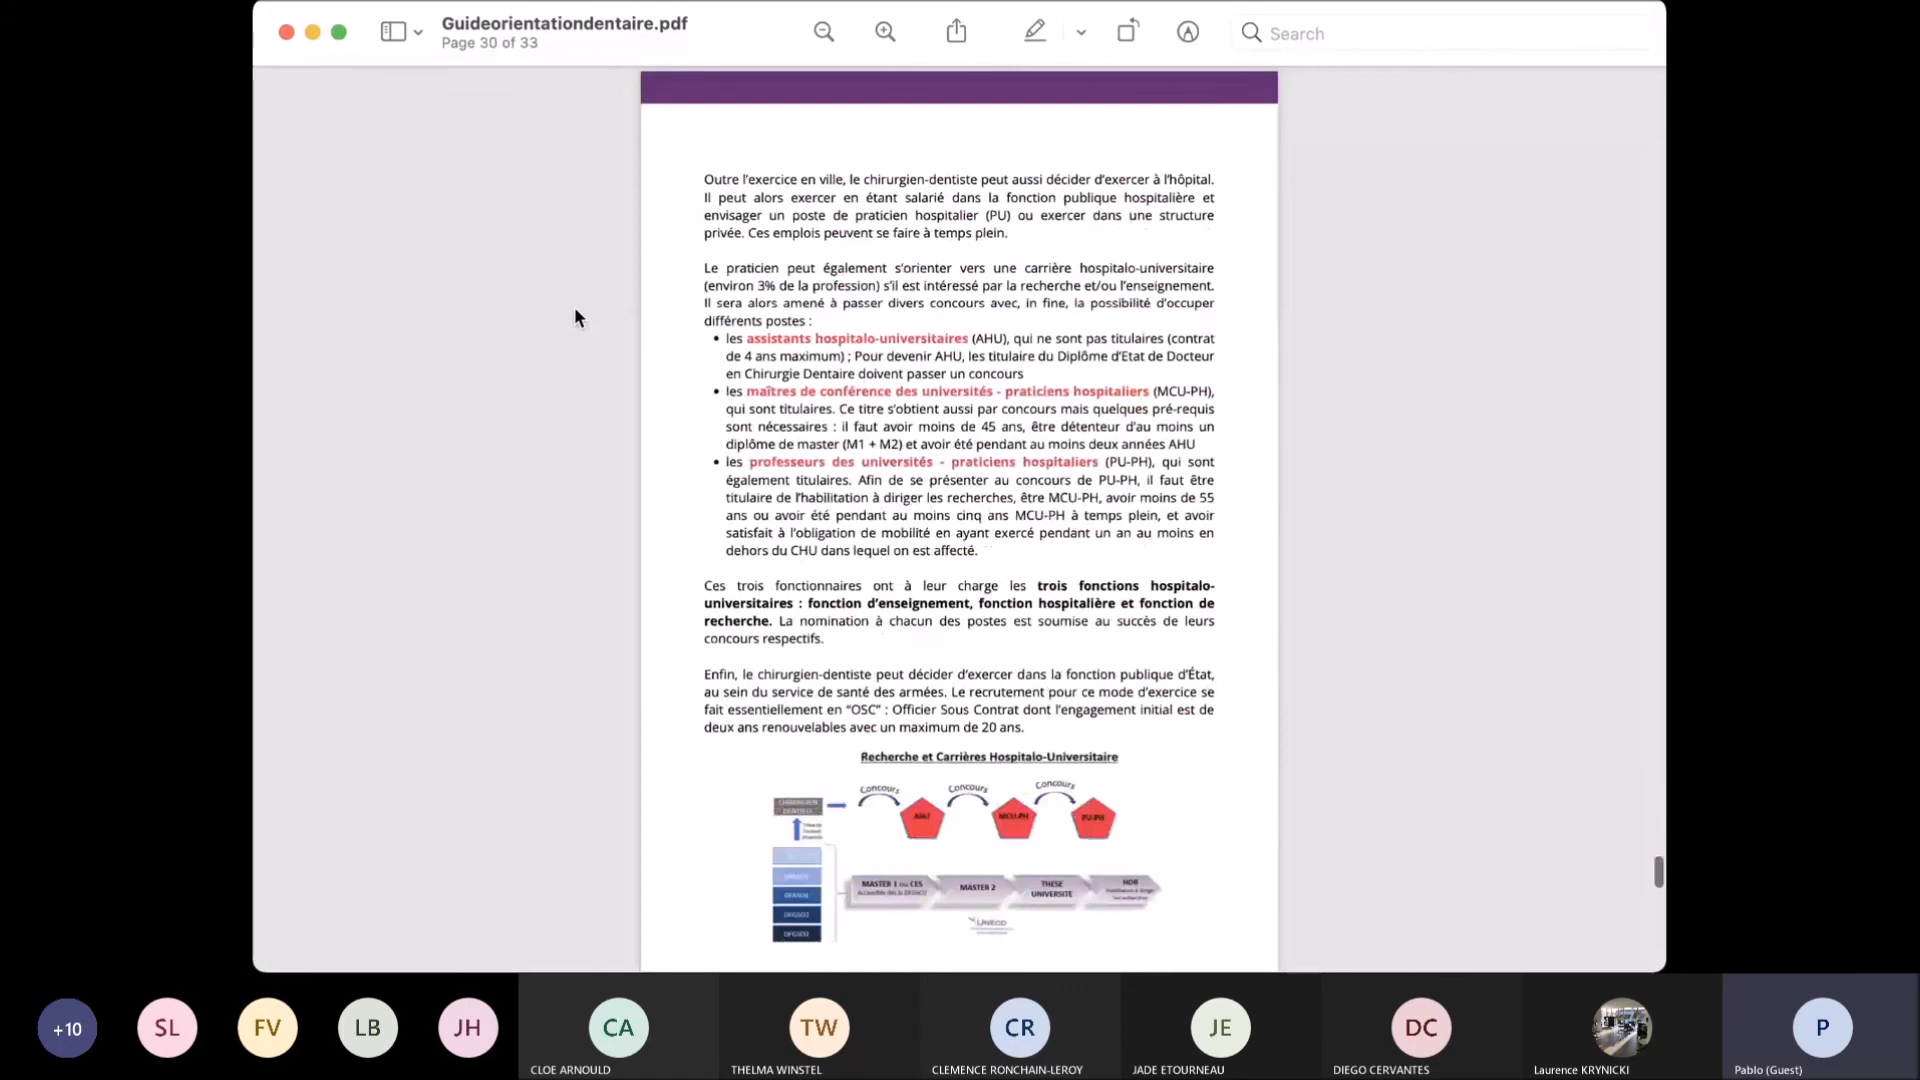 Guideorientationdentaire.pdf
Page 30 of 33
Search
Outre l'exercice en ville, le chirurgien-dentiste peut aussi décider d'exercer à l'hôpital.
Il peut alors exercer en étant salarié dans la fonction publique hospitalière et
envisager un poste de praticien hospitalier (PU) ou exercer dans une structure
privée. Ces emplois peuvent se faire à temps plein.
Le praticien peut également s'orienter vers une carrière hospitalo-universitaire
(environ 3% de la profession) s'il est intéressé par la recherche et/ou l'enseignement.
Il sera alors amené à passer divers concours avec, in fine, la possibilité d'occuper
différents postes :
• les assistants hospitalo-universitaires (AHU), qui ne sont pas titulaires (contrat
de 4 ans maximum) ; Pour devenir AHU, les titulaire du Diplôme d'Etat de Docteur
en Chirurgie Dentaire doivent passer un concours
• les maîtres de conférence des universités - praticiens hospitaliers (MCU-PH),
qui sont titulaires. Ce titre s'obtient aussi par concours mais quelques pré-requis
sont nécessaires : il faut avoir moins de 45 ans, être détenteur d'au moins un
diplôme de master (M1 + M2) et avoir été pendant au moins deux années AHU
• les professeurs des universités - praticiens hospitaliers (PU-PH), qui sont
également titulaires. Afin de se présenter au concours de PU-PH, il faut être
titulaire de l'habilitation à diriger les recherches, être MCU-PH, avoir moins de 55
ans ou avoir été pendant au moins cinq ans MCU-PH à temps plein, et avoir
satisfait à l'obligation de mobilité en ayant exercé pendant un an au moins en
dehors du CHU dans lequel on est affecté.
Ces trois fonctionnaires ont à leur charge les trois fonctions hospitalo-
universitaires : fonction d'enseignement, fonction hospitalière et fonction de
recherche. La nomination à chacun des postes est soumise au succès de leurs
concours respectifs.
Enfin, le chirurgien-dentiste peut décider d'exercer dans la fonction publique d'État,
au sein du service de santé des armées. Le recrutement pour ce mode d'exercice se
fait essentiellement en "OSC" : Officier Sous Contrat dont l'engagement initial est de
deux ans renouvelables avec un maximum de 20 ans.
Recherche et Carrières Hospitalo-Universitaire
Concours Concours Concours
AHU MCU-PH PU-PH
MASTER 1 ou CES
MASTER 2
THESE
UNIVERSITE
HDR
DFGSO3
DFGSO2
UNECD
+10
SL
FV
LB
JH
CA
CLOE ARNOULD
TW
THELMA WINSTEL
CR
CLEMENCE RONCHAIN-LEROY
JE
JADE ETOURNEAU
DC
DIEGO CERVANTES
Laurence KRYNICKI
P
Pablo (Guest)